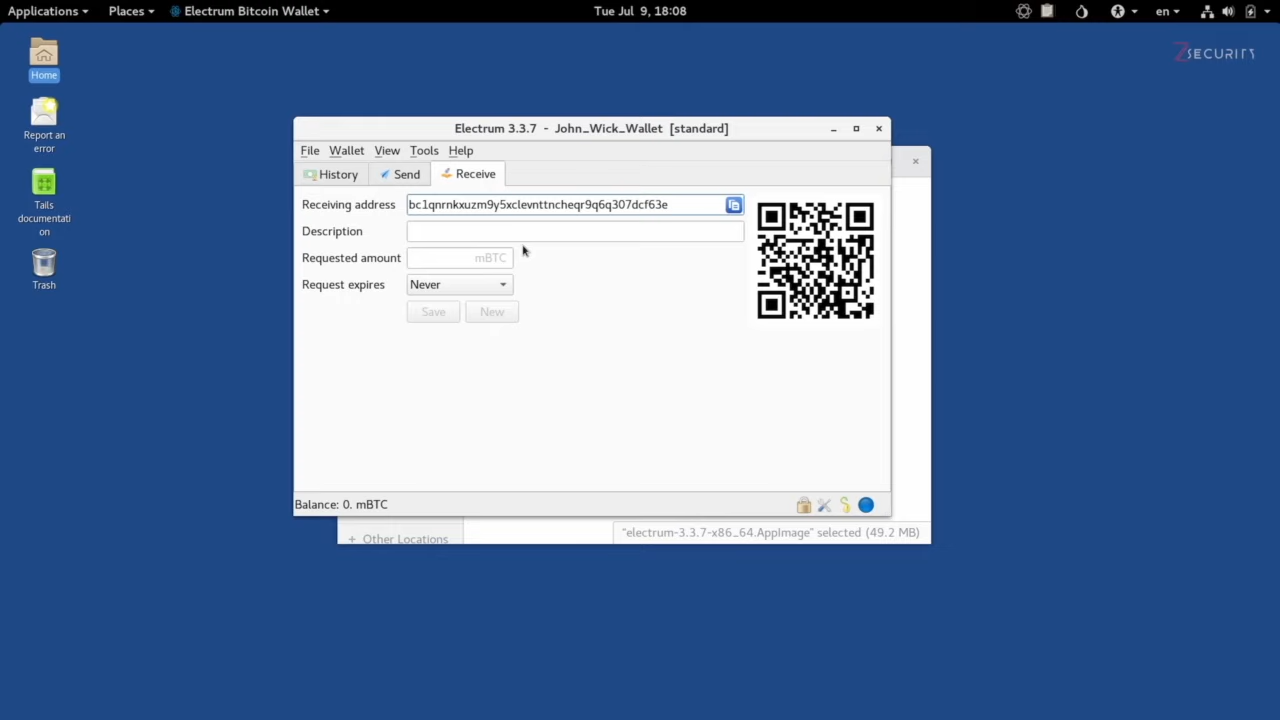 Applications Places Electrum Bitcoin Wallet Tue Jul 9, 18:08 en
ZSECURITY
Home
Report an
error
Tails
documentati
on
Trash
Electrum 3.3.7 - John_Wick_Wallet [standard]
File Wallet View Tools Help
History Send Receive
Receiving address bc1qnrnkxuzm9y5xclevnttncheqr9q6q307dcf63e
Description
Requested amount mBTC
Request expires Never
Save New
Balance: 0. mBTC
+ Other Locations "electrum-3.3.7-x86_64.AppImage" selected (49.2 MB)